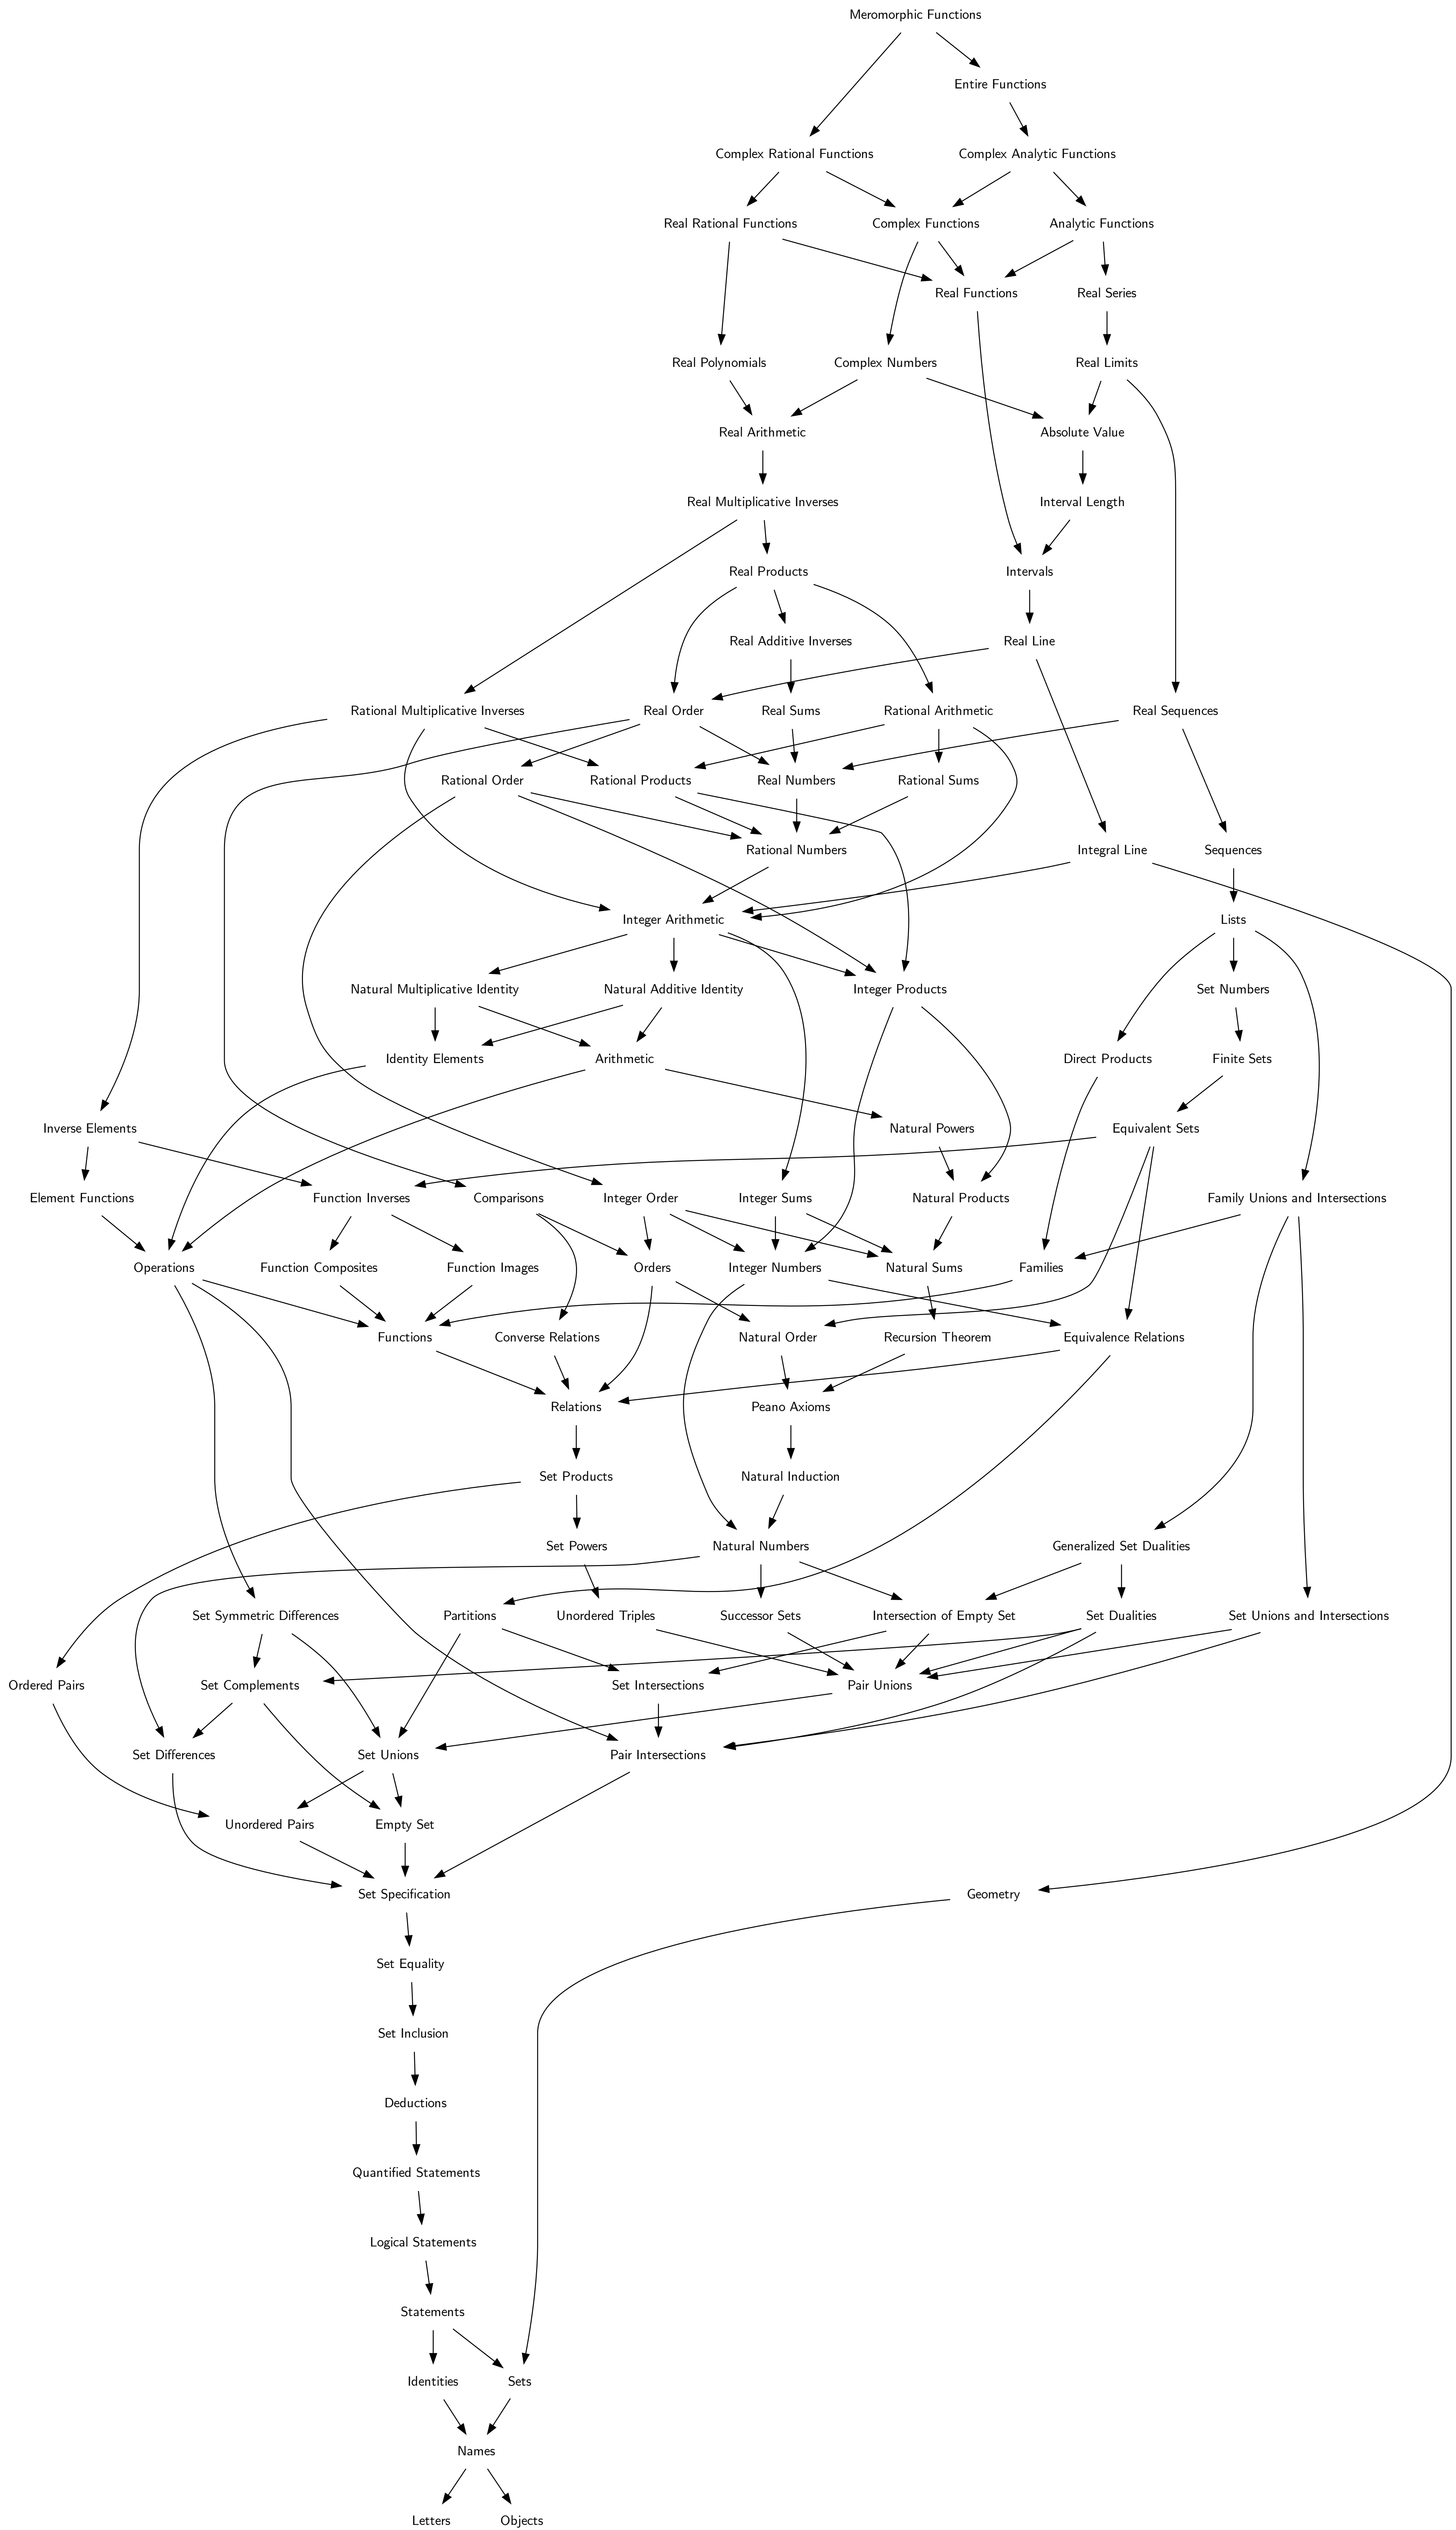 Meromorphic Functions
Entire Functions
Complex Rational Functions
Complex Analytic Functions
Real Rational Functions
Complex Functions
Analytic Functions
Real Functions
Real Series
Real Polynomials
Complex Numbers
Real Limits
Real Arithmetic
Absolute Value
Real Multiplicative Inverses
Interval Length
Real Products
Intervals
Real Additive Inverses
Real Line
Rational Multiplicative Inverses
Real Order
Real Sums
Rational Arithmetic
Real Sequences
Rational Order
Rational Products
Real Numbers
Rational Sums
Rational Numbers
Integral Line
Sequences
Integer Arithmetic
Lists
Natural Multiplicative Identity
Natural Additive Identity
Integer Products
Set Numbers
Identity Elements
Arithmetic
Direct Products
Finite Sets
Inverse Elements
Natural Powers
Equivalent Sets
Element Functions
Function Inverses
Comparisons
Integer Order
Integer Sums
Natural Products
Family Unions and Intersections
Operations
Function Composites
Function Images
Orders
Integer Numbers
Natural Sums
Families
Functions
Converse Relations
Natural Order
Recursion Theorem
Equivalence Relations
Relations
Peano Axioms
Set Products
Natural Induction
Set Powers
Natural Numbers
Generalized Set Dualities
Set Symmetric Differences
Partitions
Unordered Triples
Successor Sets
Intersection of Empty Set
Set Dualities
Set Unions and Intersections
Ordered Pairs
Set Complements
Set Intersections
Pair Unions
Set Differences
Set Unions
Pair Intersections
Unordered Pairs
Empty Set
Set Specification
Geometry
Set Equality
Set Inclusion
Deductions
Quantified Statements
Logical Statements
Statements
Identities
Sets
Names
Letters
Objects